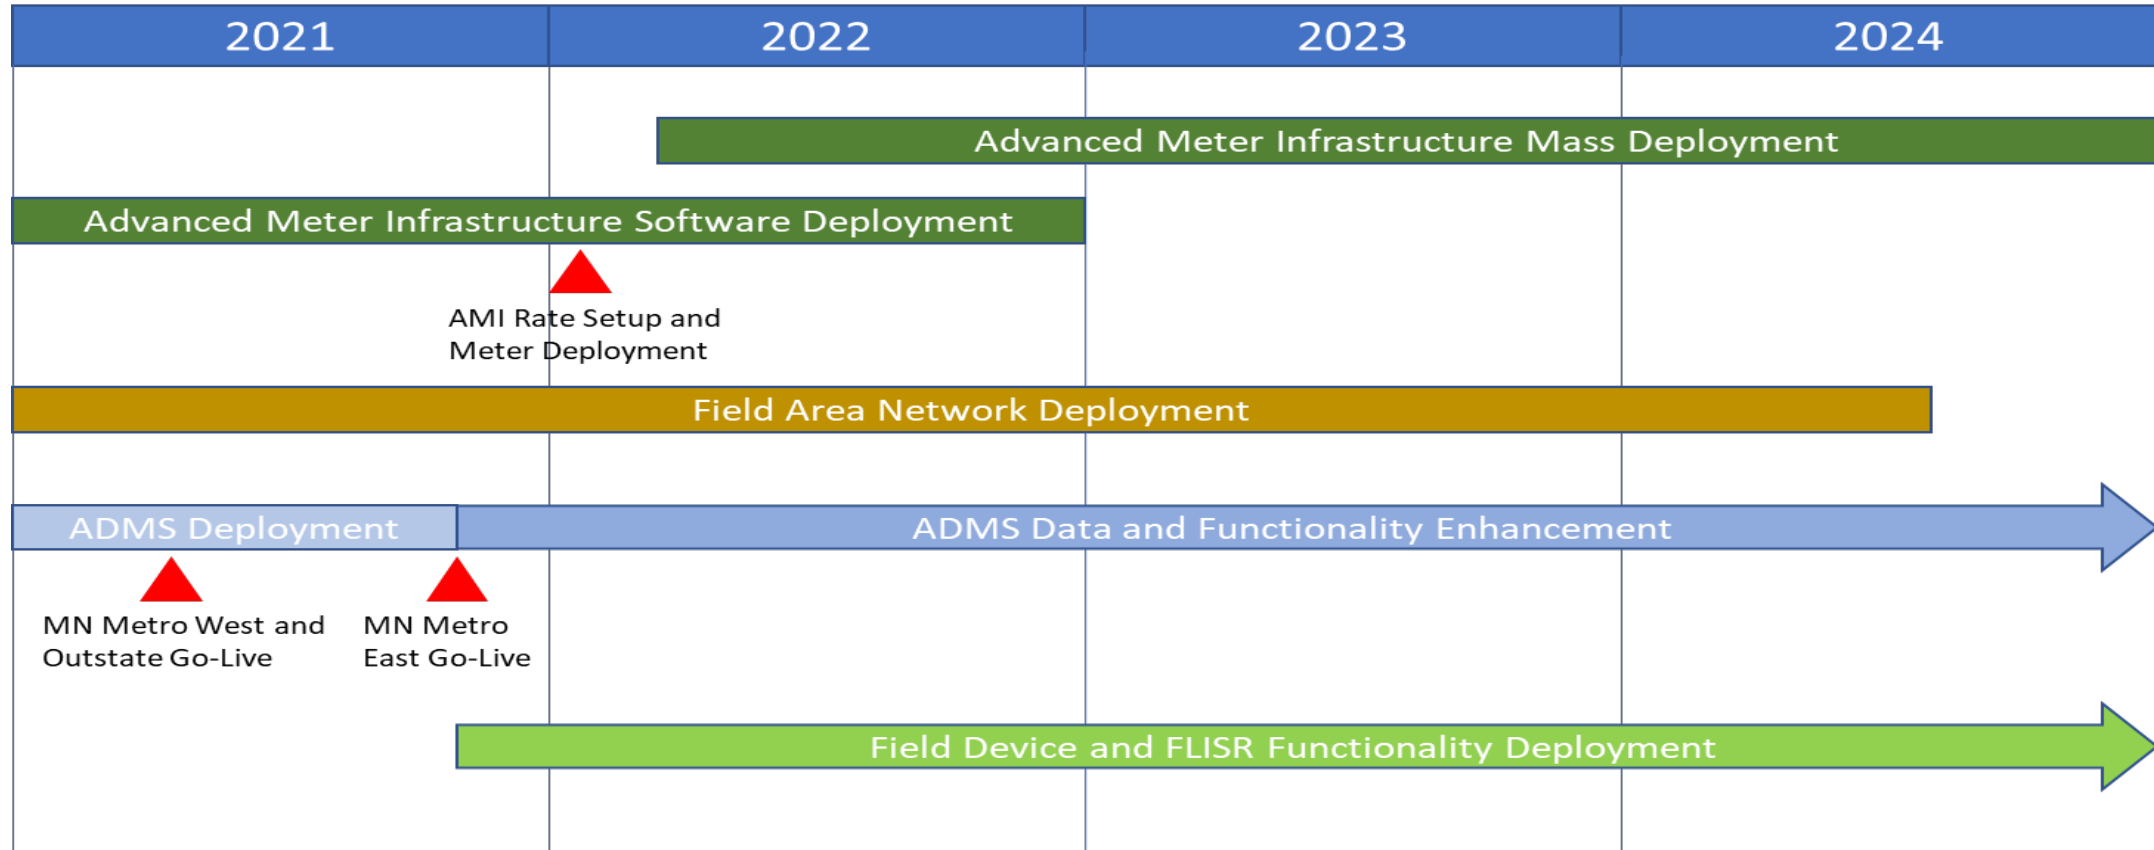 2021
2022
2023
2024
Advanced Meter Infrastructure Mass Deployment
Advanced Meter Infrastructure Software Deployment
AMI Rate Setup and
Meter Deployment
Field Area Network Deployment
ADMS Deployment
ADMS Data and Functionality Enhancement
MN Metro West and
Outstate Go-Live
MN Metro
East Go-Live
Field Device and FLISR Functionality Deployment